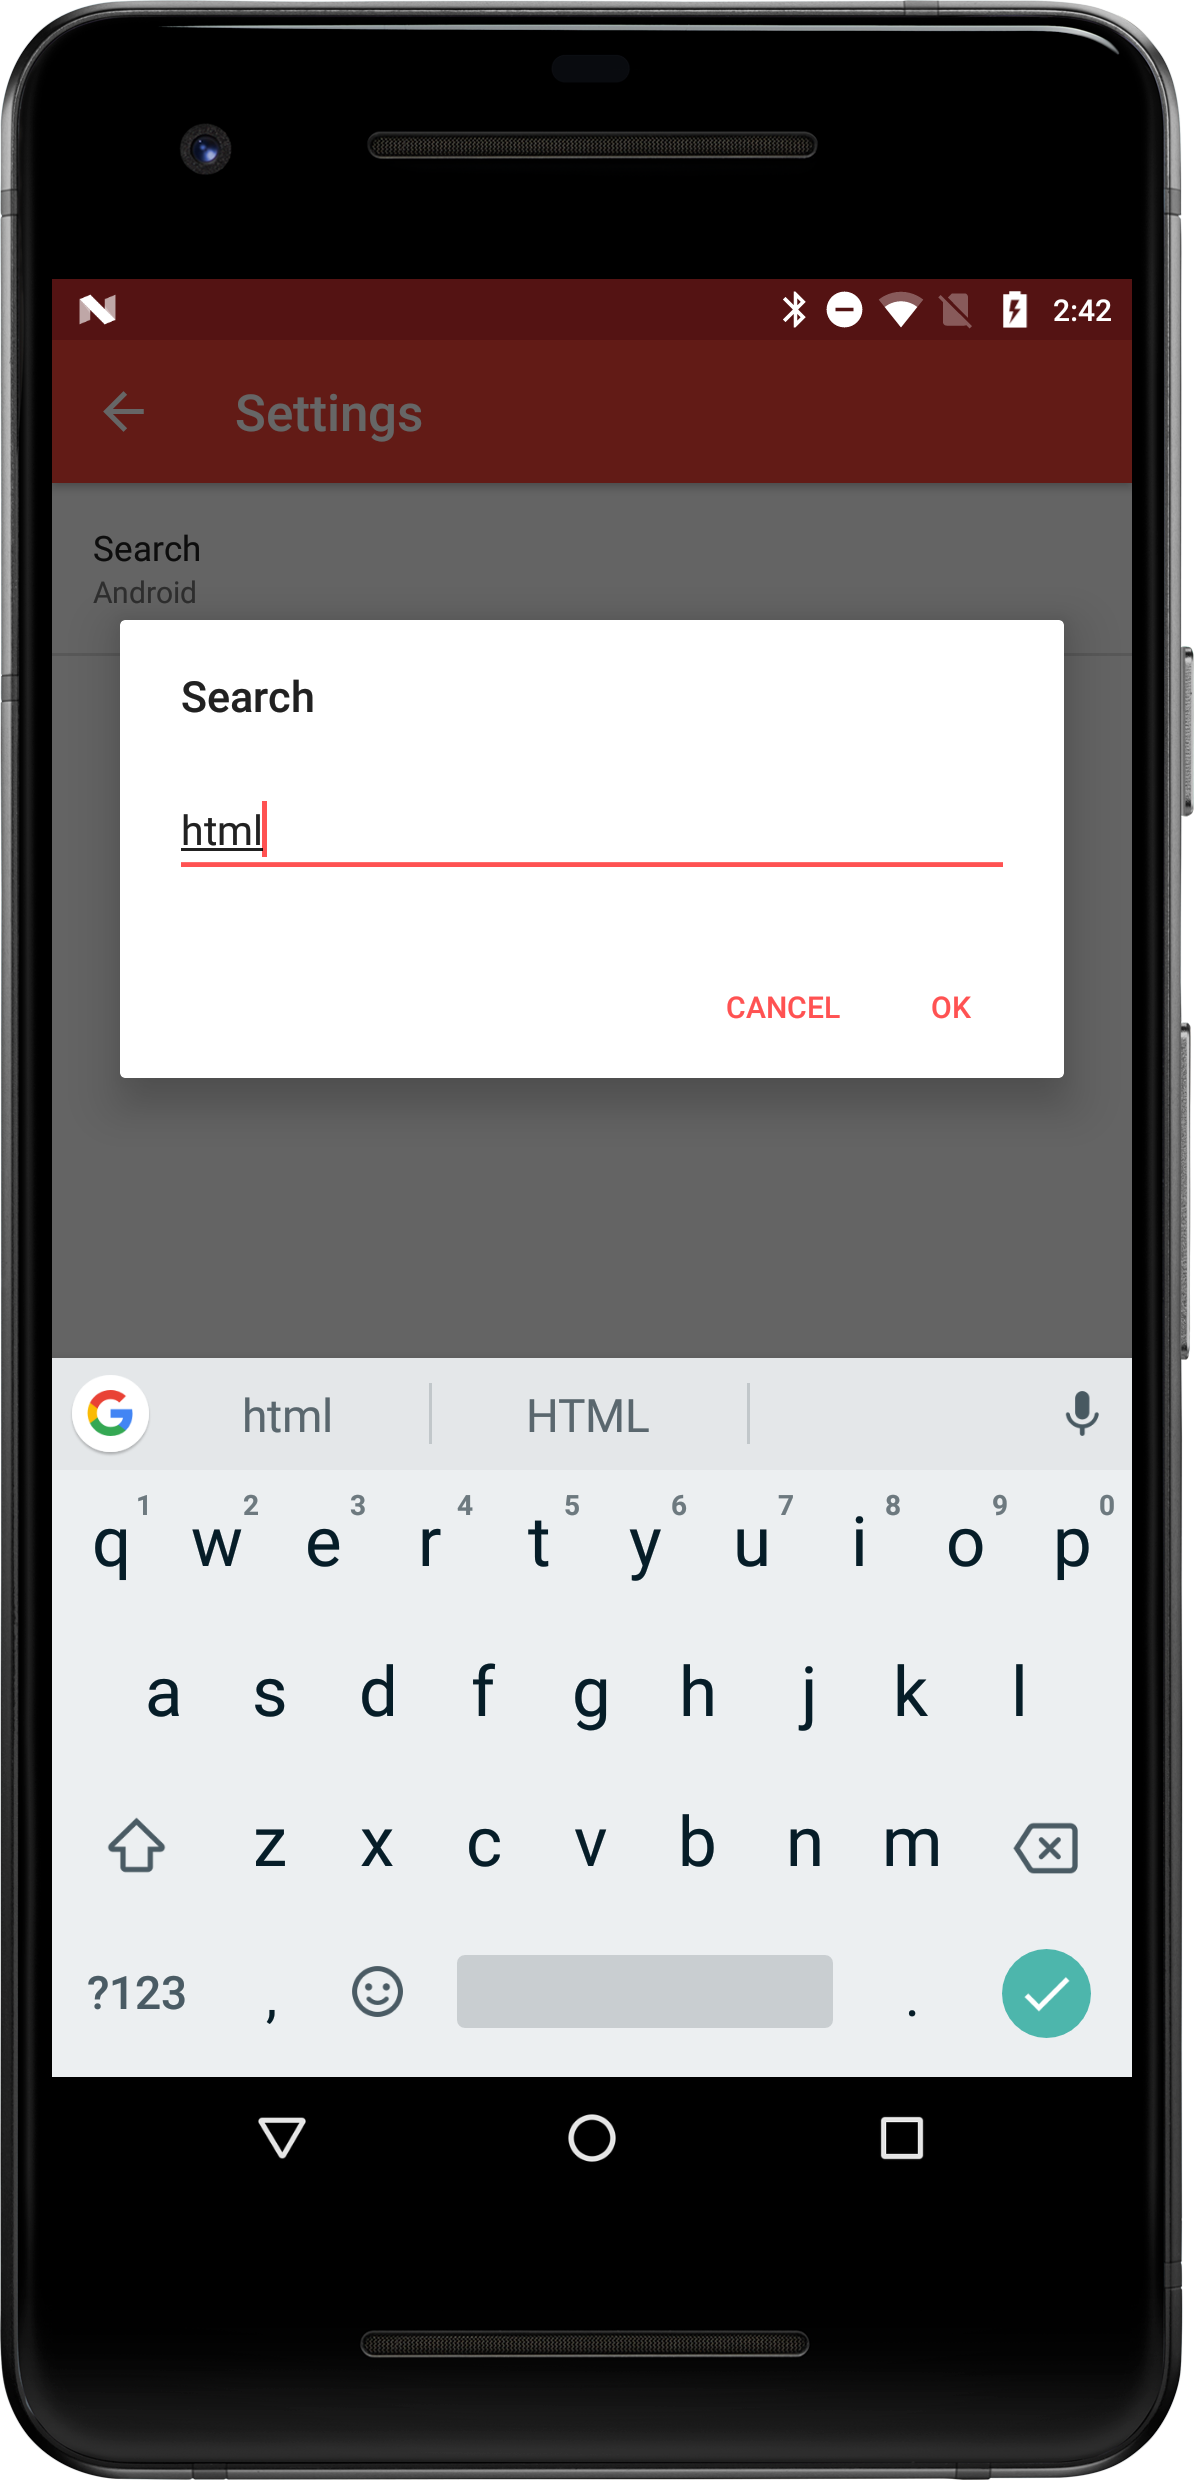 2:42
Settings
Search
Android
Search
html
CANCEL OK
html HTML
1 2 3 4 5 6 7 8 9 0
q w e r t y u i o p
a s d f g h j k l
z x c v b n m
?123 , .